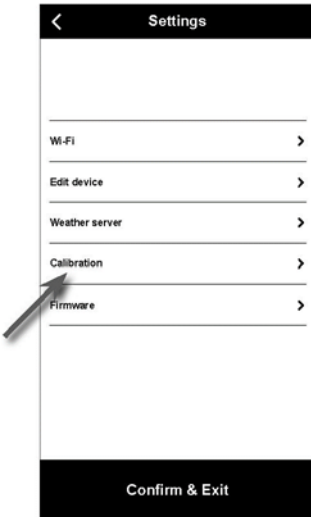 Settings
Wi-Fi
Edit device
Weather server
Calibration
Firmware
Confirm & Exit